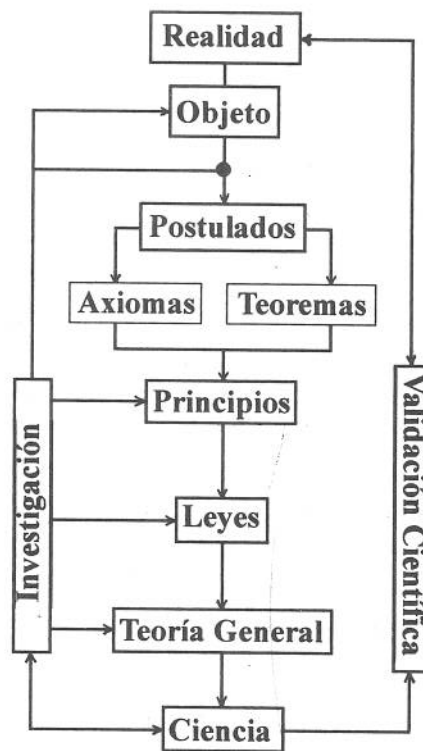 Realidad
Objeto
Postulados
Axiomas
Teoremas
Principios
Leyes
Teoría General
Ciencia
Investigación
Validación Científica